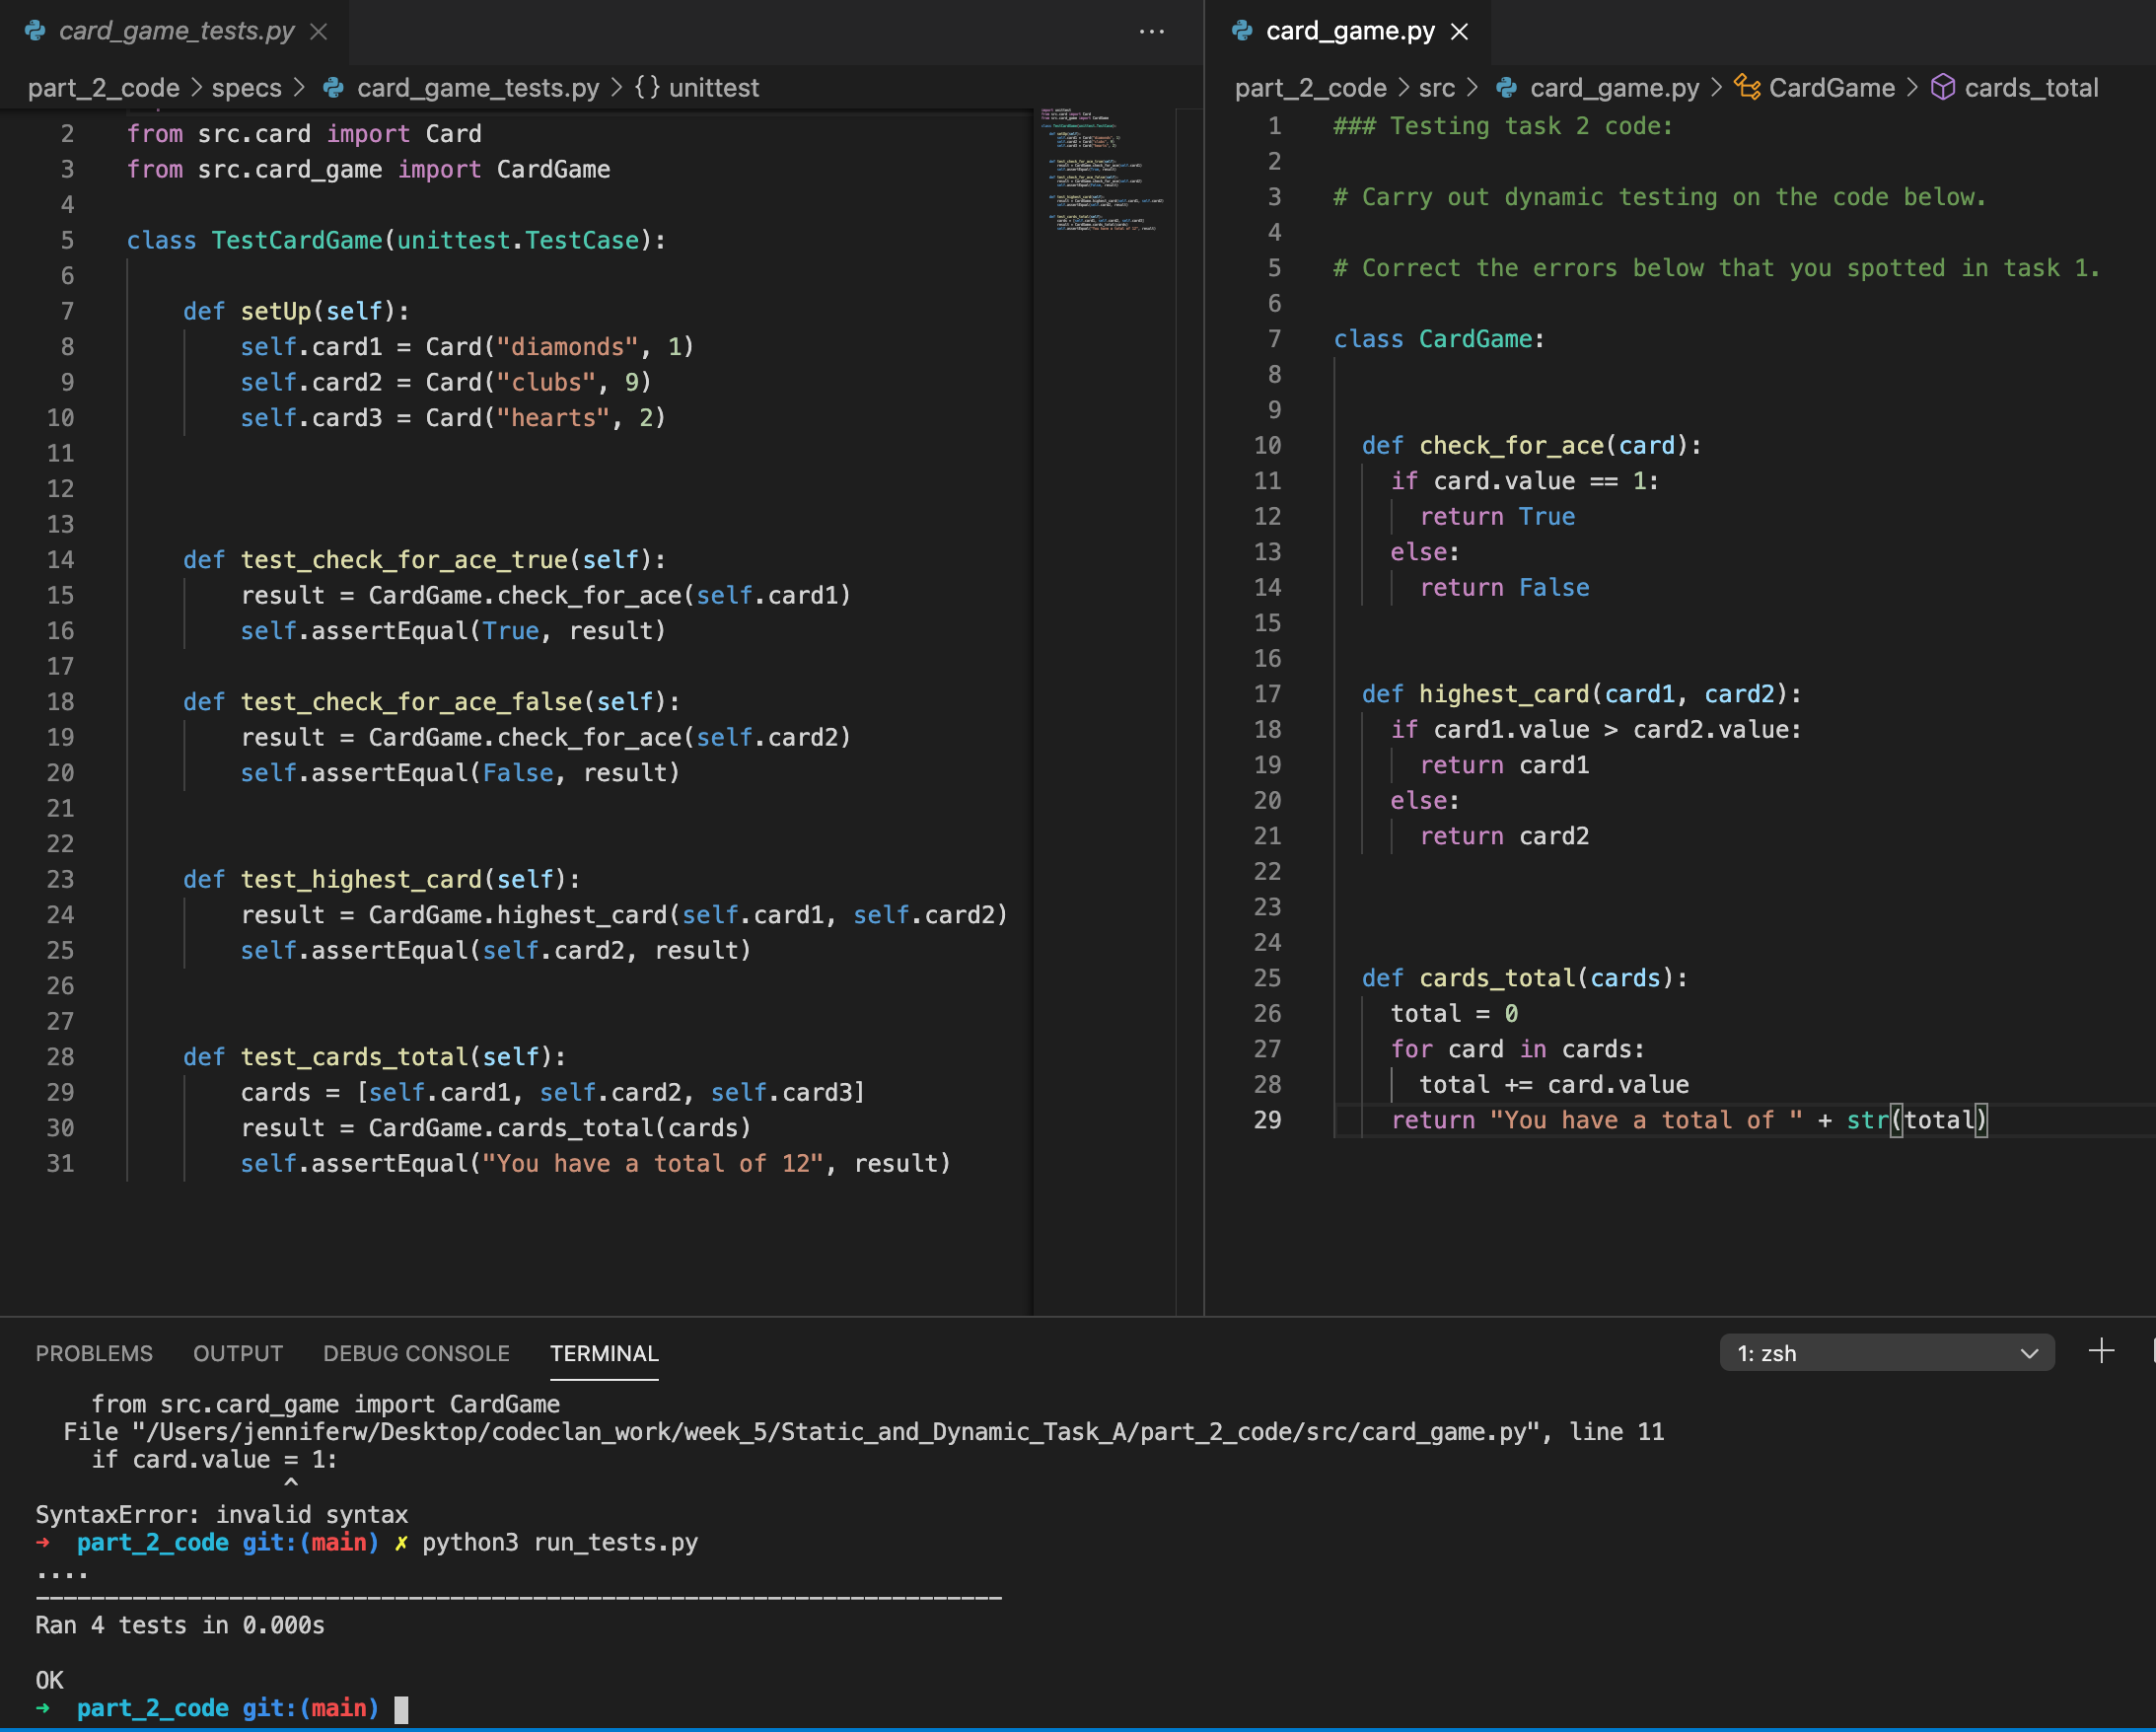 card_game_tests.py
part_2_code > specs > card_game_tests.py > {} unittest
2 from src.card import Card
3 from src.card_game import CardGame
4
5 class TestCardGame(unittest.TestCase):
6
7     def setUp(self):
8         self.card1 = Card("diamonds", 1)
9         self.card2 = Card("clubs", 9)
10         self.card3 = Card("hearts", 2)
11
12
13
14     def test_check_for_ace_true(self):
15         result = CardGame.check_for_ace(self.card1)
16         self.assertEqual(True, result)
17
18     def test_check_for_ace_false(self):
19         result = CardGame.check_for_ace(self.card2)
20         self.assertEqual(False, result)
21
22
23     def test_highest_card(self):
24         result = CardGame.highest_card(self.card1, self.card2)
25         self.assertEqual(self.card2, result)
26
27
28     def test_cards_total(self):
29         cards = [self.card1, self.card2, self.card3]
30         result = CardGame.cards_total(cards)
31         self.assertEqual("You have a total of 12", result)
card_game.py
part_2_code > src > card_game.py > CardGame > cards_total
1 ### Testing task 2 code:
2
3 # Carry out dynamic testing on the code below.
4
5 # Correct the errors below that you spotted in task 1.
6
7 class CardGame:
8
9
10   def check_for_ace(card):
11     if card.value == 1:
12       return True
13     else:
14       return False
15
16
17   def highest_card(card1, card2):
18     if card1.value > card2.value:
19       return card1
20     else:
21       return card2
22
23
24
25   def cards_total(cards):
26     total = 0
27     for card in cards:
28       total += card.value
29     return "You have a total of " + str(total)
PROBLEMS OUTPUT DEBUG CONSOLE TERMINAL
1: zsh
    from src.card_game import CardGame
  File "/Users/jenniferw/Desktop/codeclan_work/week_5/Static_and_Dynamic_Task_A/part_2_code/src/card_game.py", line 11
    if card.value = 1:
                  ^
SyntaxError: invalid syntax
➜ part_2_code git:(main) ✗ python3 run_tests.py
....
----------------------------------------------------------------------
Ran 4 tests in 0.000s

OK
➜ part_2_code git:(main)